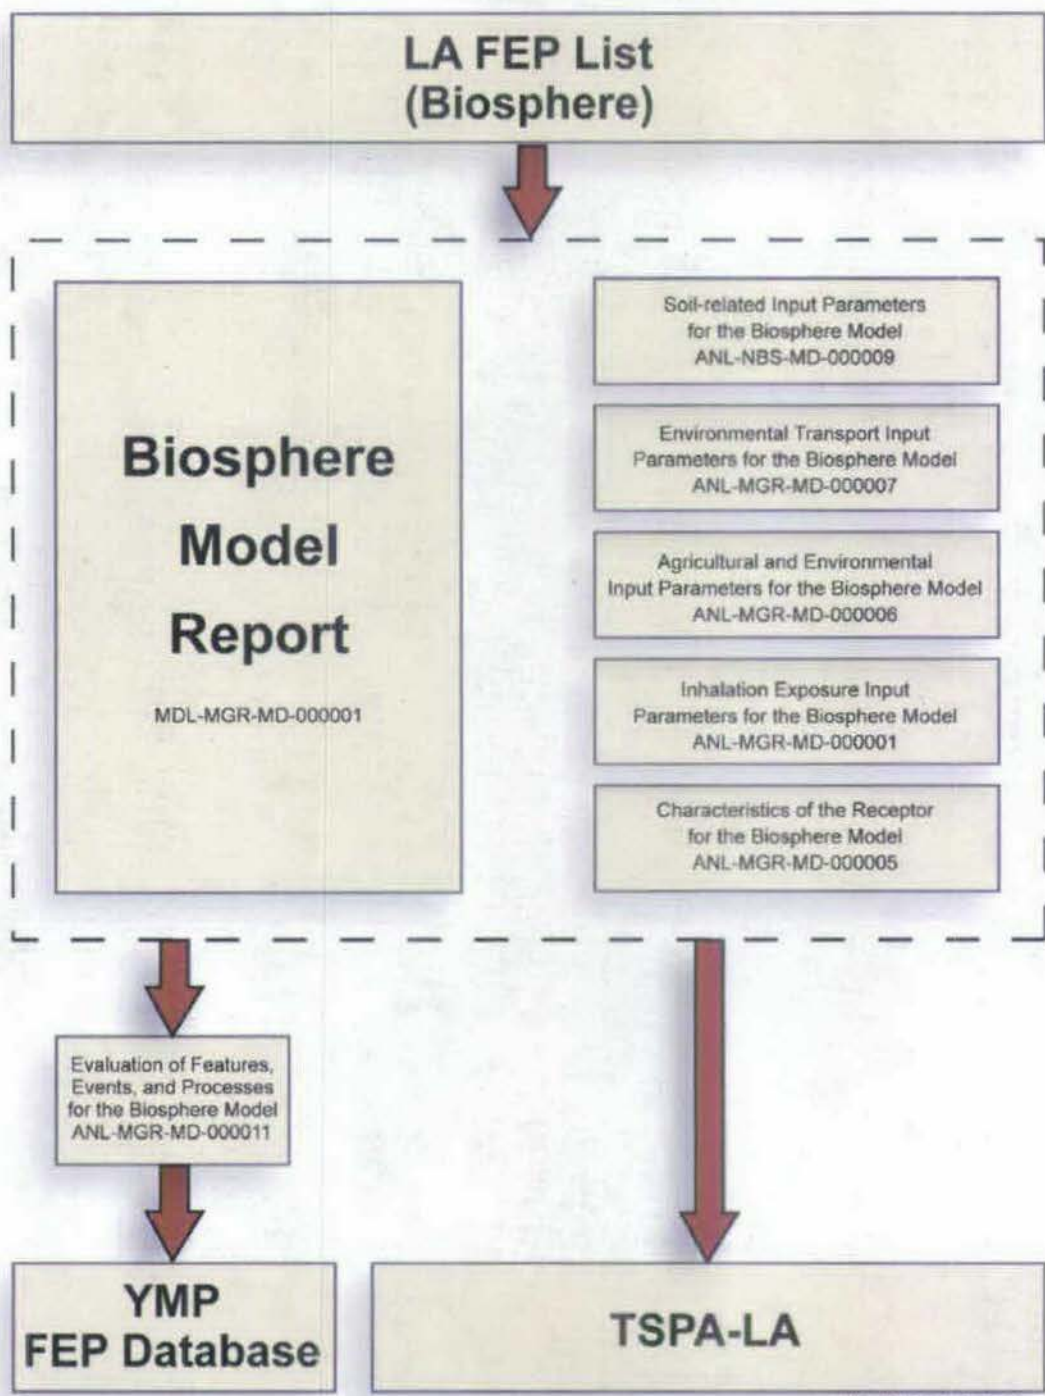 LA FEP List
(Biosphere)
Biosphere
Model
Report
MDL-MGR-MD-000001
Soil-related Input Parameters
for the Biosphere Model
ANL-NBS-MD-000009
Environmental Transport Input
Parameters for the Biosphere Model
ANL-MGR-MD-000007
Agricultural and Environmental
Input Parameters for the Biosphere Model
ANL-MGR-MD-000006
Inhalation Exposure Input
Parameters for the Biosphere Model
ANL-MGR-MD-000001
Characteristics of the Receptor
for the Biosphere Model
ANL-MGR-MD-000005
Evaluation of Features,
Events, and Processes
for the Biosphere Model
ANL-MGR-MD-000011
YMP
FEP Database
TSPA-LA